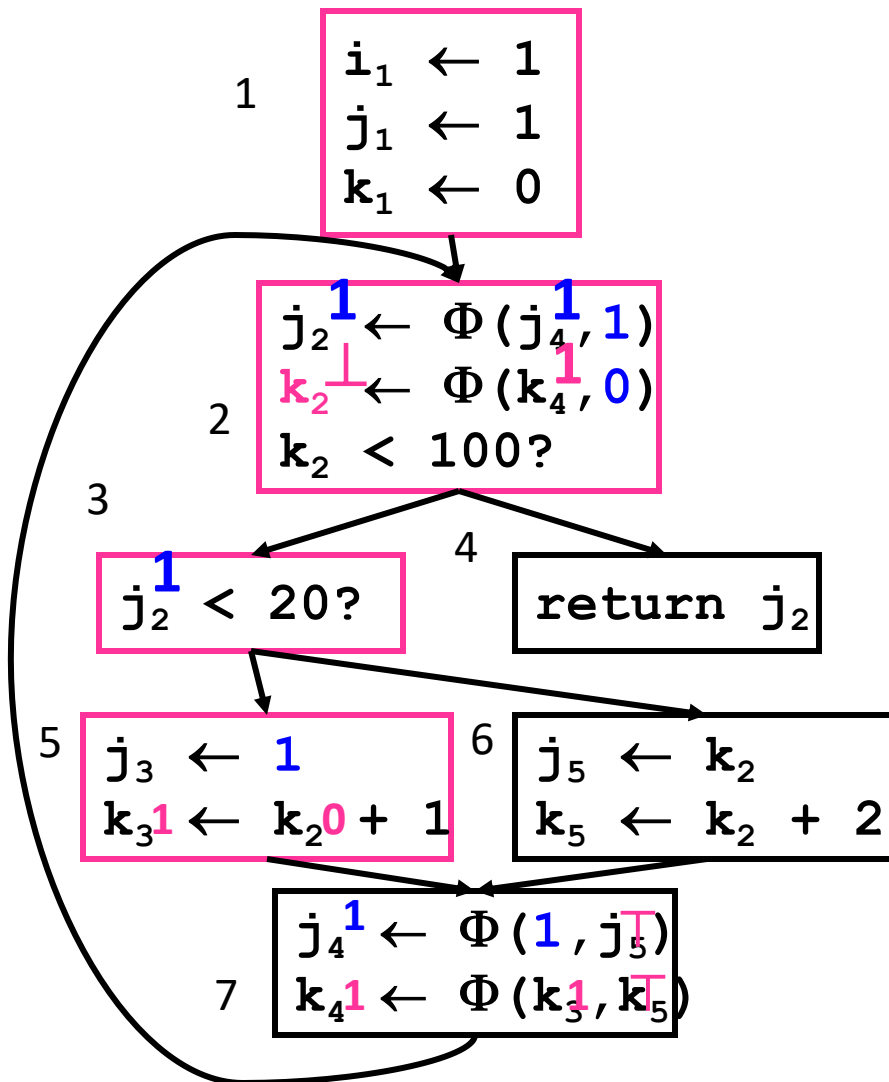 1
i₁ ← 1
j₁ ← 1
k₁ ← 0
2
j₂ 1 ← Φ(j₄ 1,1)
k₂ ⊥ ← Φ(k₄ 1,0)
k₂ < 100?
3
j₂ 1 < 20?
4
return j₂
5
j₃ ← 1
k₃ 1 ← k₂ 0 + 1
6
j₅ ← k₂
k₅ ← k₂ + 2
7
j₄ 1 ← Φ(1,j₅ ⊤)
k₄ 1 ← Φ(k₃ 1,k₅ ⊤)